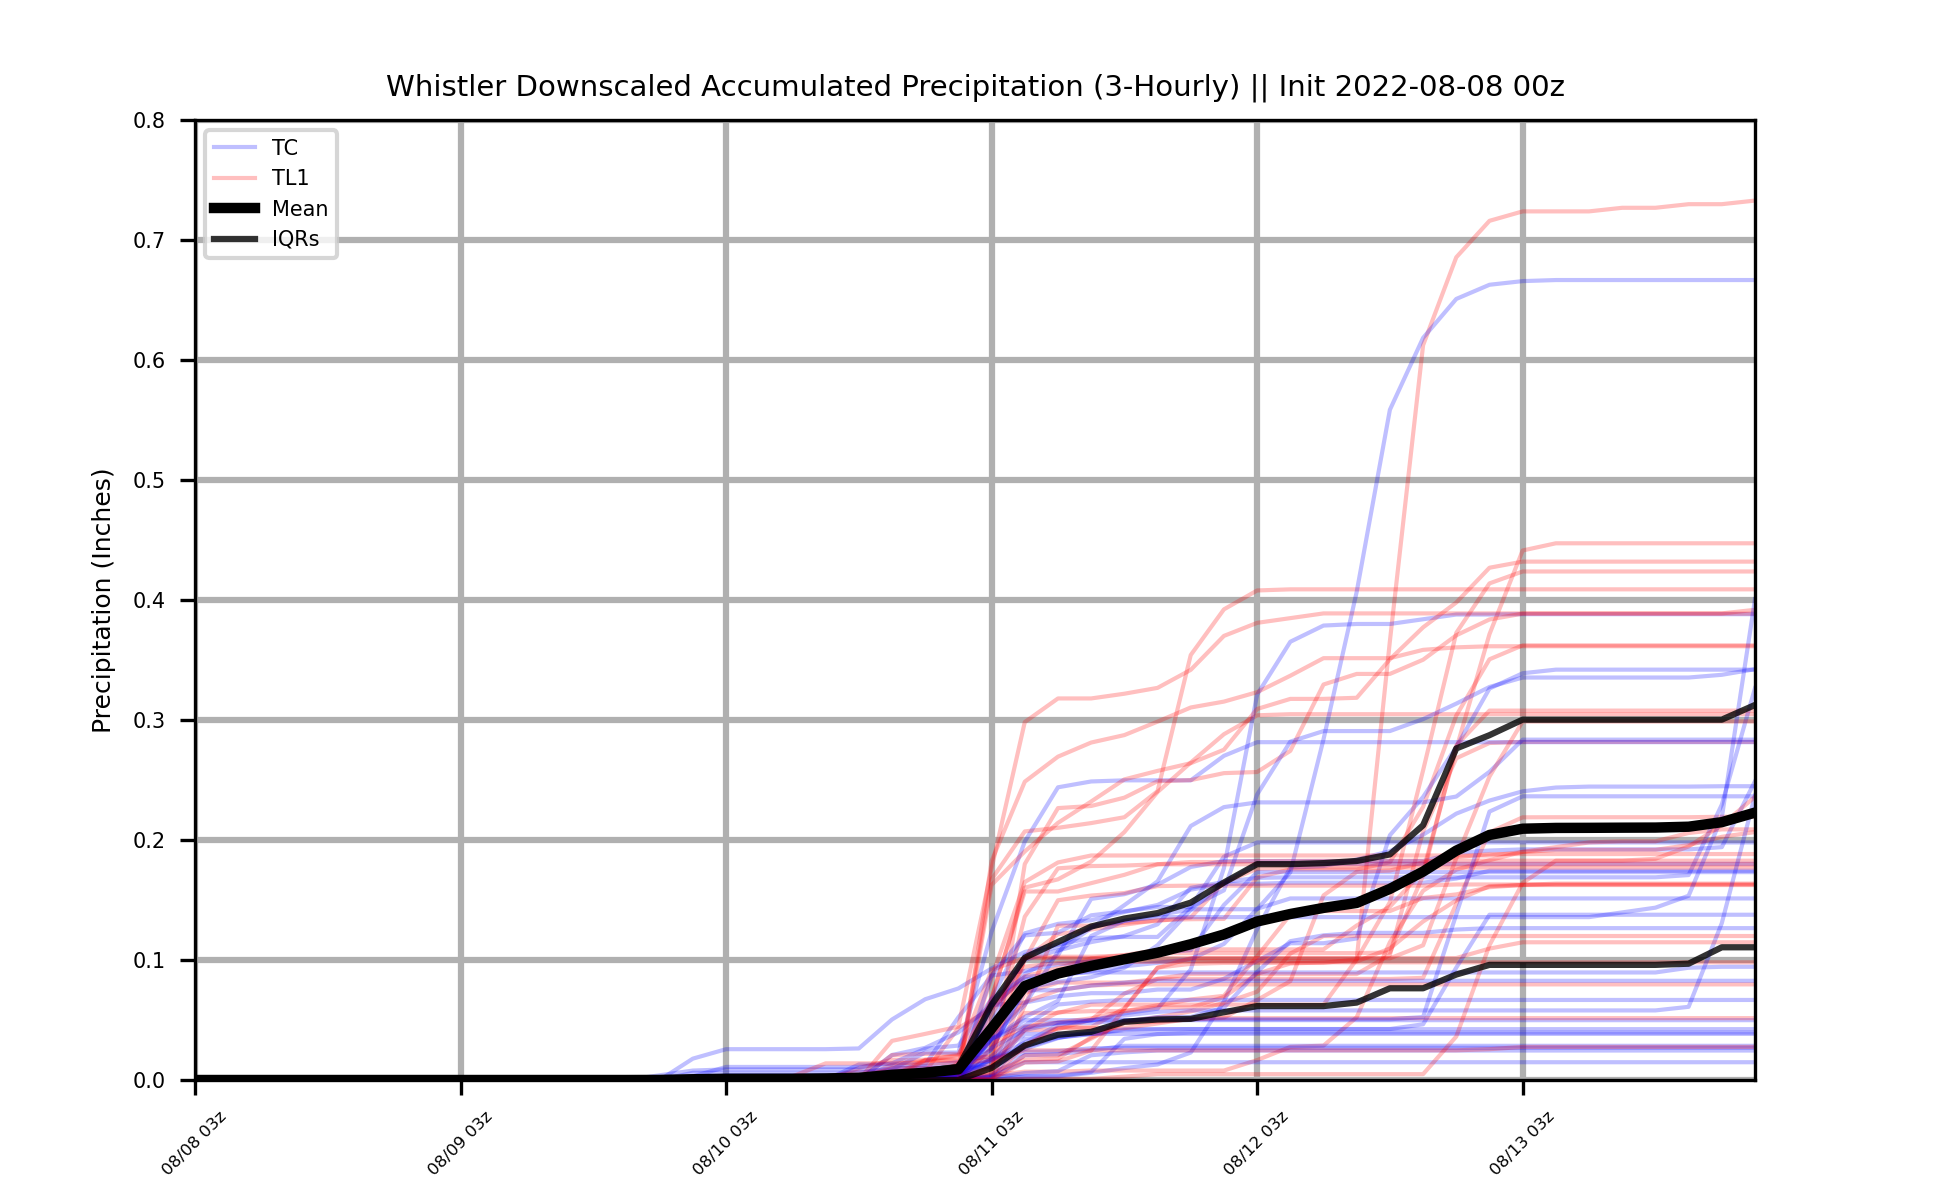 Whistler Downscaled Accumulated Precipitation (3-Hourly) || Init 2022-08-08 00z
TC
TL1
Mean
IQRs
Precipitation (Inches)
0.8
0.7
0.6
0.5
0.4
0.3
0.2
0.1
0.0
08/08 03z
08/09 03z
08/10 03z
08/11 03z
08/12 03z
08/13 03z